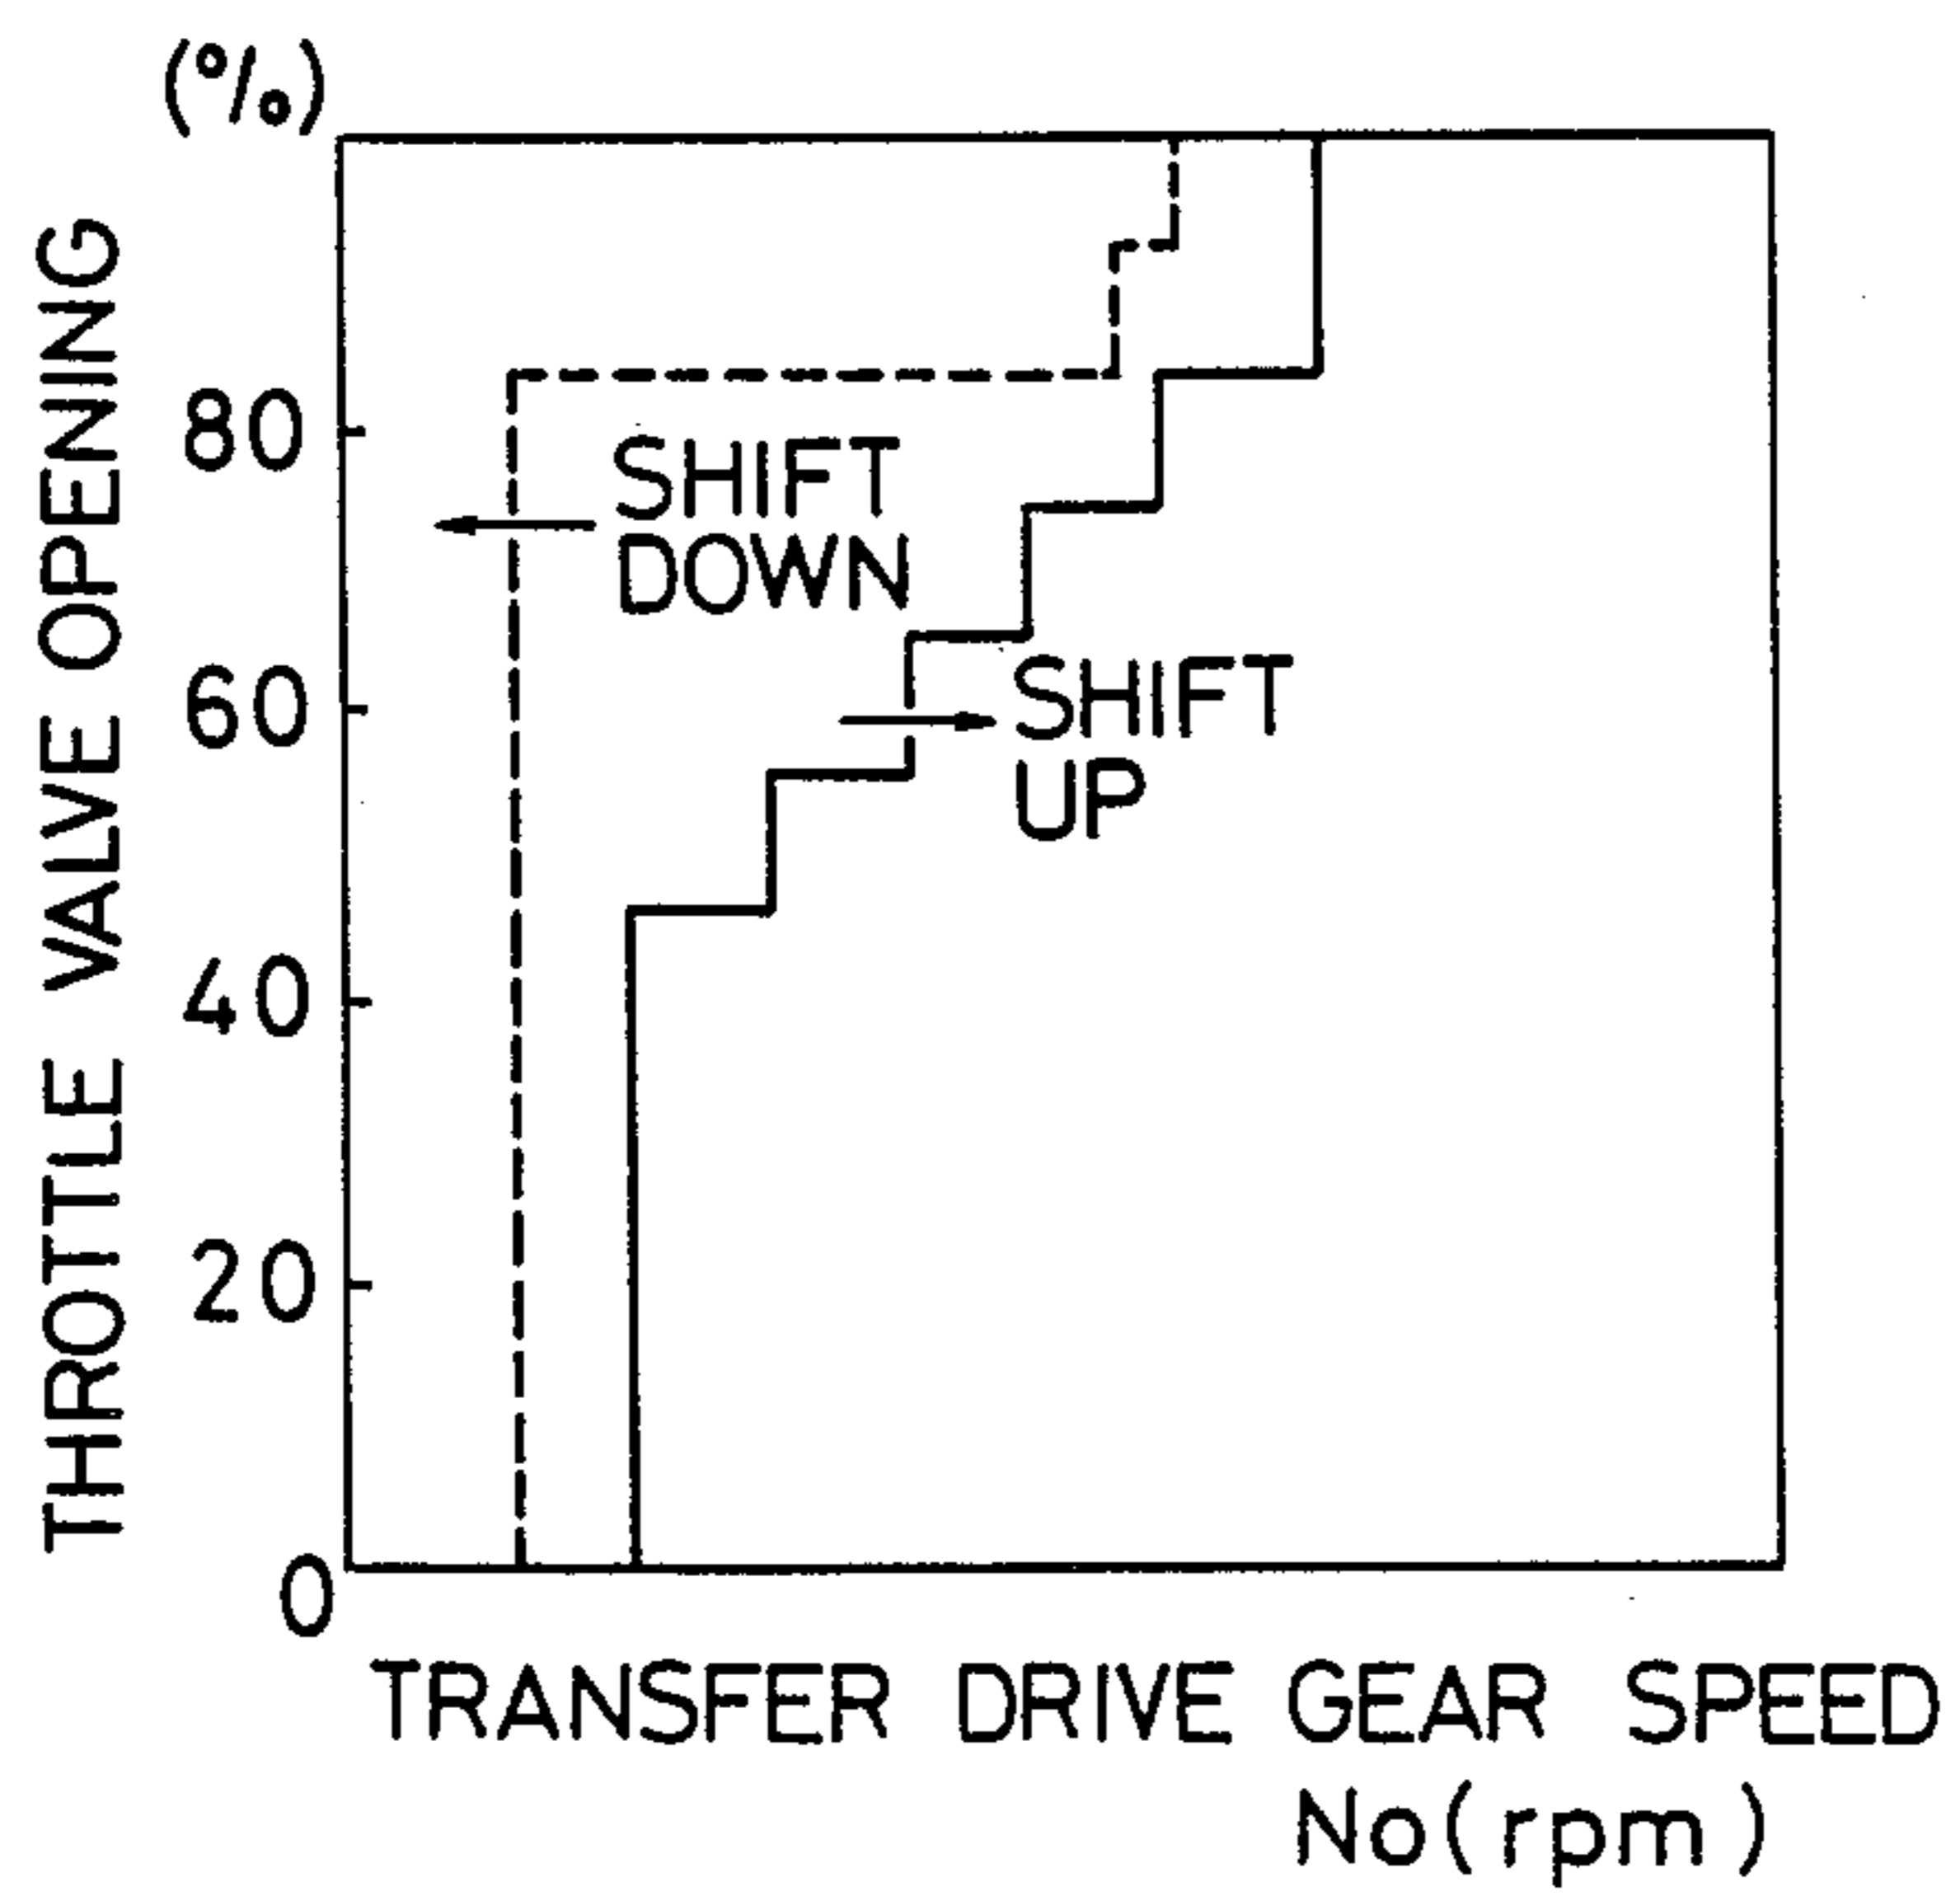 (%)
THROTTLE VALVE OPENING
80
60
40
20
0
SHIFT
DOWN
SHIFT
UP
TRANSFER DRIVE GEAR SPEED
No(rpm)